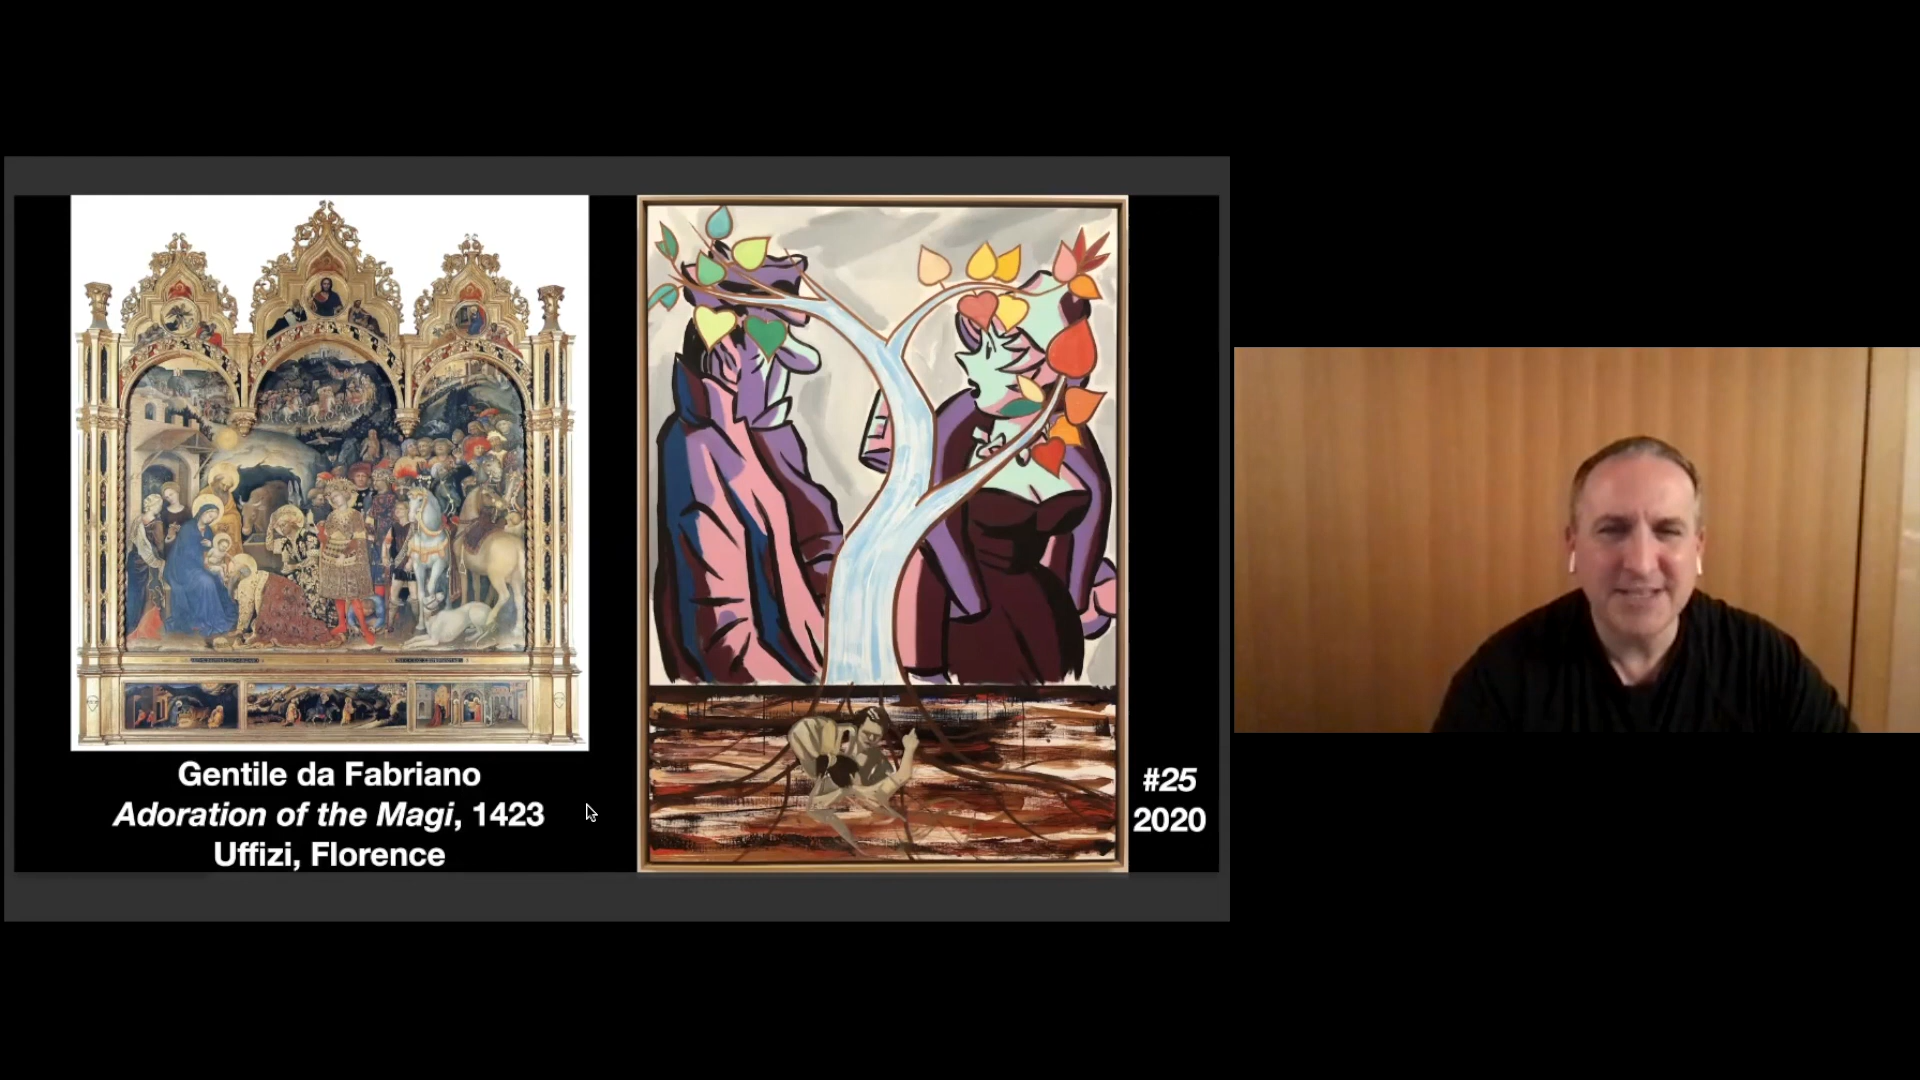 Gentile da Fabriano
Adoration of the Magi, 1423
Uffizi, Florence
#25
2020